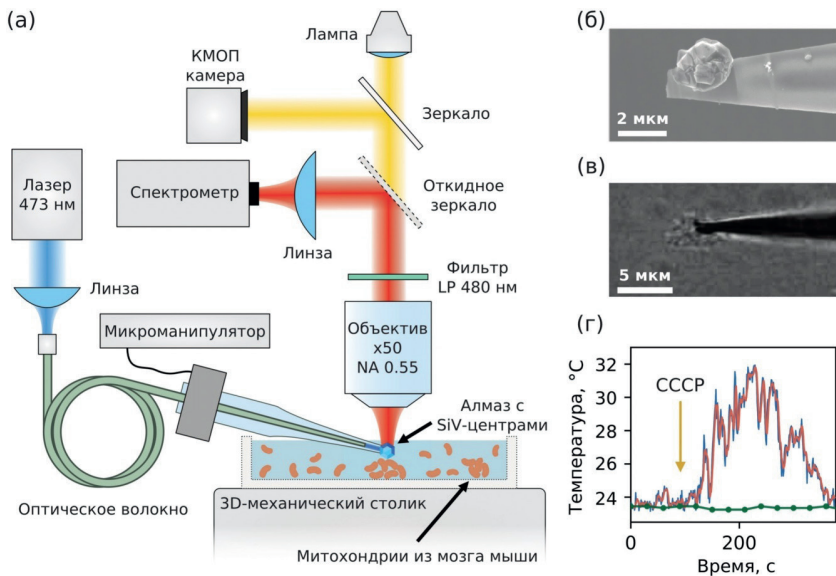 (а)
Лампа
КМОП
камера
Зеркало
Лазер
473 нм
Спектрометр
Откидное
зеркало
Линза
Линза
Фильтр
LP 480 нм
Микроманипулятор
Объектив
x50
NA 0.55
Алмаз с
SiV-центрами
Оптическое волокно
3D-механический столик
Митохондрии из мозга мыши
(б)
2 мкм
(в)
5 мкм
(г)
Температура, °C
32
30
28
26
24
CCCP
0
200
Время, с